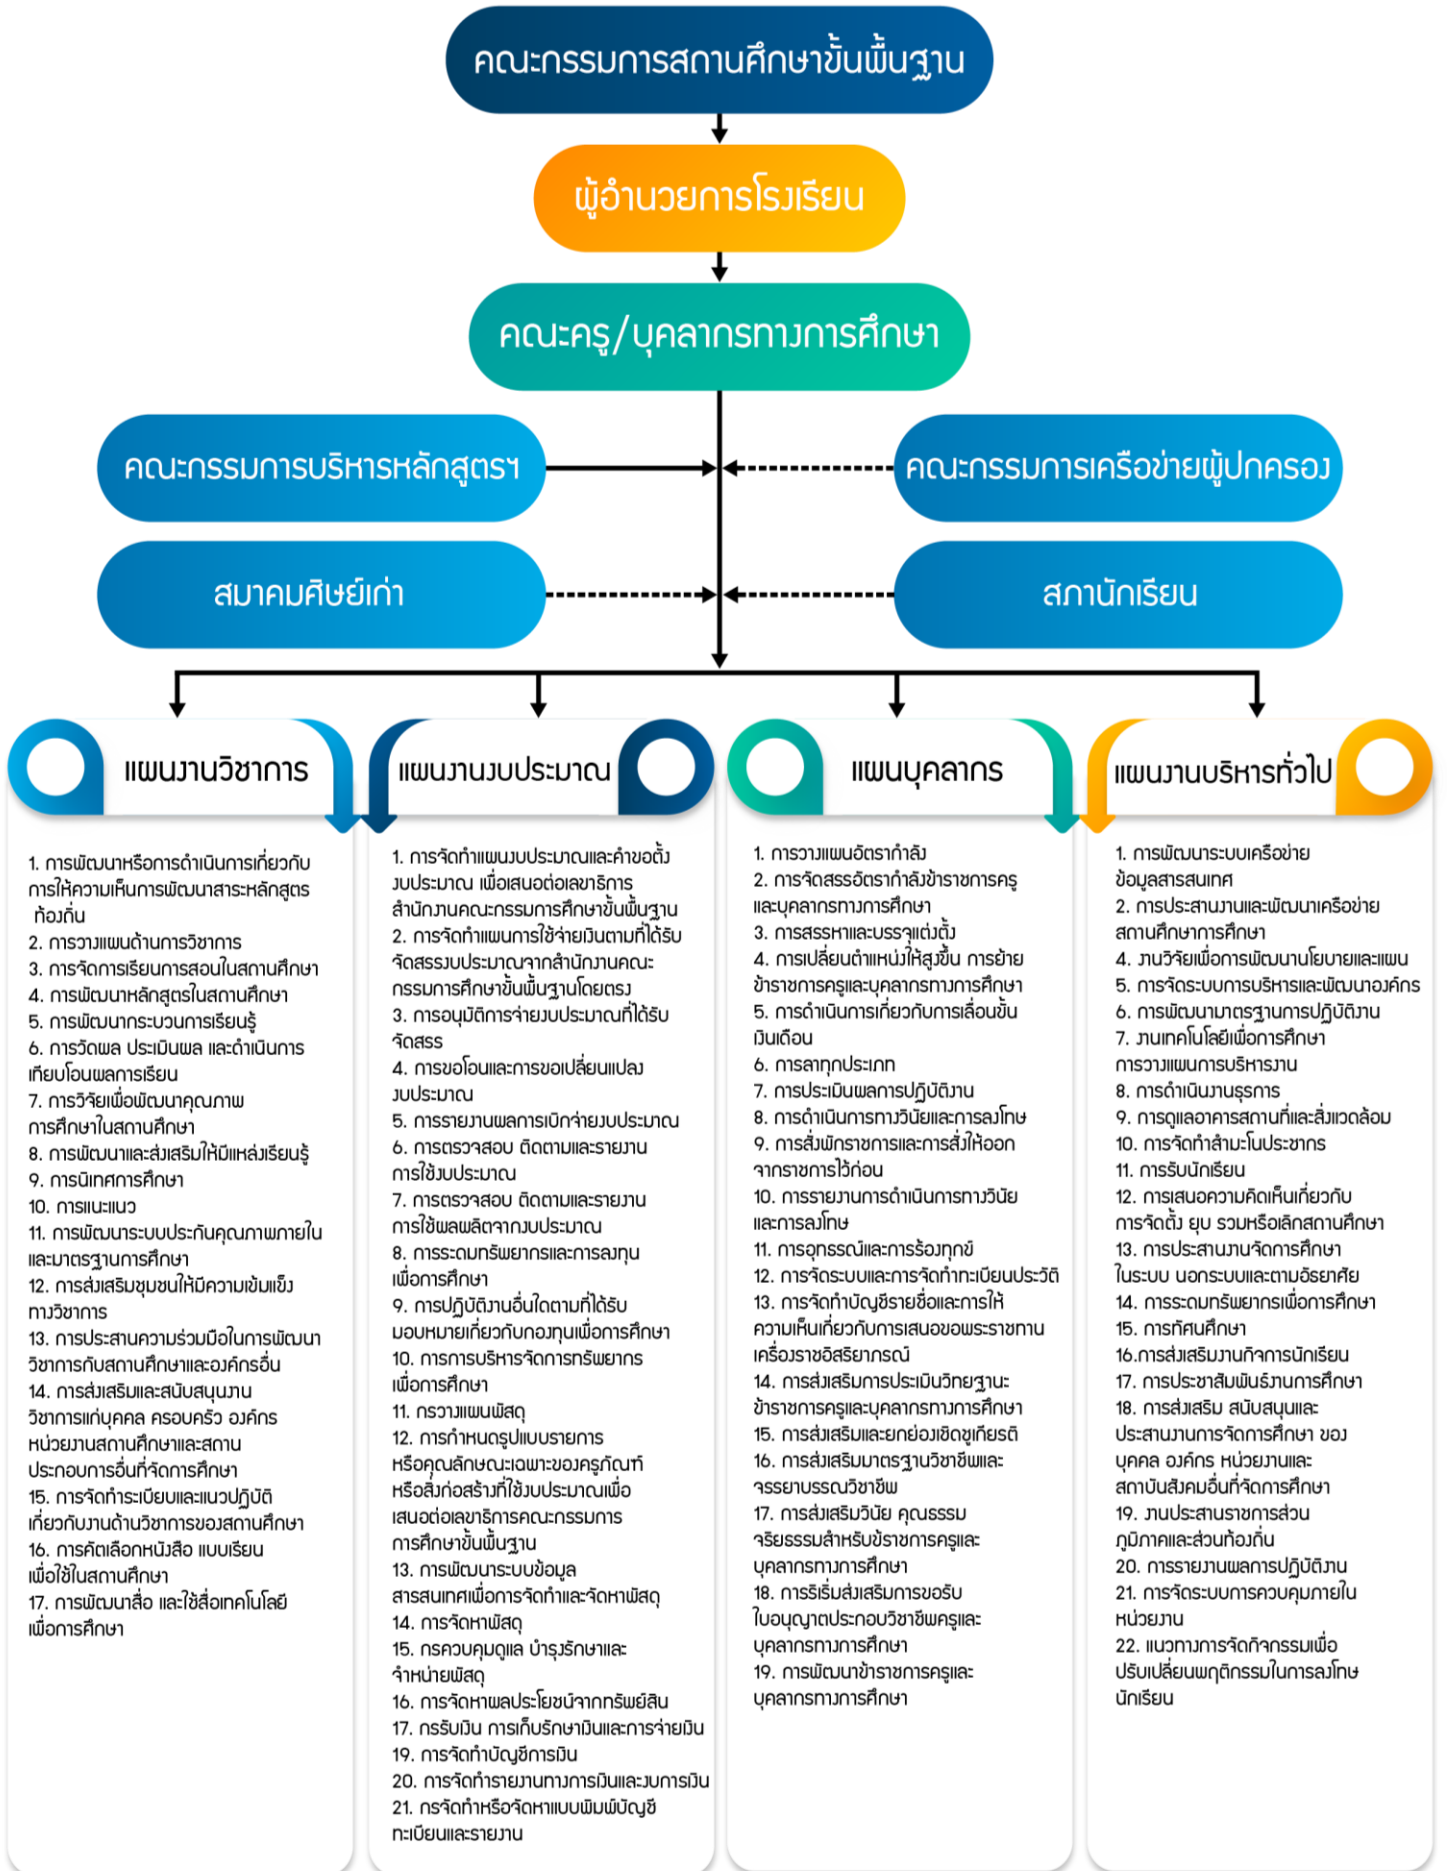 คณะกรรมการสถานศึกษาขั้นพื้นฐาน
ผู้อำนวยการโรงเรียน
คณะครู/บุคลากรทางการศึกษา
คณะกรรมการบริหารหลักสูตรฯ
คณะกรรมการเครือข่ายผู้ปกครอง
สมาคมศิษย์เก่า
สภานักเรียน
แผนงานวิชาการ
1. การพัฒนาหรือการดำเนินการเกี่ยวกับ
การให้ความเห็นการพัฒนาสาระหลักสูตร
ท้องถิ่น
2. การวางแผนด้านการวิชาการ
3. การจัดการเรียนการสอนในสถานศึกษา
4. การพัฒนาหลักสูตรในสถานศึกษา
5. การพัฒนากระบวนการเรียนรู้
6. การวัดผล ประเมินผล และดำเนินการ
เทียบโอนผลการเรียน
7. การวิจัยเพื่อพัฒนาคุณภาพ
การศึกษาในสถานศึกษา
8. การพัฒนาและส่งเสริมให้มีแหล่งเรียนรู้
9. การนิเทศการศึกษา
10. การแนะแนว
11. การพัฒนาระบบประกันคุณภาพภายใน
และมาตรฐานการศึกษา
12. การส่งเสริมชุมชนให้มีความเข้มแข็ง
ทางวิชาการ
13. การประสานความร่วมมือในการพัฒนา
วิชาการกับสถานศึกษาและองค์กรอื่น
14. การส่งเสริมและสนับสนุนงาน
วิชาการแก่บุคคล ครอบครัว องค์กร
หน่วยงานสถานศึกษาและสถาน
ประกอบการอื่นที่จัดการศึกษา
15. การจัดทำระเบียบและแนวปฏิบัติ
เกี่ยวกับงานด้านวิชาการของสถานศึกษา
16. การคัดเลือกหนังสือ แบบเรียน
เพื่อใช้ในสถานศึกษา
17. การพัฒนาสื่อ และใช้สื่อเทคโนโลยี
เพื่อการศึกษา
แผนงานงบประมาณ
1. การจัดทำแผนงบประมาณและคำขอตั้ง
งบประมาณ เพื่อเสนอต่อเลขาธิการ
สำนักงานคณะกรรมการศึกษาขั้นพื้นฐาน
2. การจัดทำแผนการใช้จ่ายเงินตามที่ได้รับ
จัดสรรงบประมาณจากสำนักงานคณะ
กรรมการศึกษาขั้นพื้นฐานโดยตรง
3. การอนุมัติการจ่ายงบประมาณที่ได้รับ
จัดสรร
4. การขอโอนและการขอเปลี่ยนแปลง
งบประมาณ
5. การรายงานผลการเบิกจ่ายงบประมาณ
6. การตรวจสอบ ติดตามและรายงาน
การใช้งบประมาณ
7. การตรวจสอบ ติดตามและรายงาน
การใช้ผลผลิตจากงบประมาณ
8. การระดมทรัพยากรและการลงทุน
เพื่อการศึกษา
9. การปฏิบัติงานอื่นใดตามที่ได้รับ
มอบหมายเกี่ยวกับกองทุนเพื่อการศึกษา
10. การการบริหารจัดการทรัพยากร
เพื่อการศึกษา
11. กรวางแผนพัสดุ
12. การกำหนดรูปแบบรายการ
หรือคุณลักษณะเฉพาะของครูภัณฑ์
หรือสิ่งก่อสร้างที่ใช้งบประมาณเพื่อ
เสนอต่อเลขาธิการคณะกรรมการ
การศึกษาขั้นพื้นฐาน
13. การพัฒนาระบบข้อมูล
สารสนเทศเพื่อการจัดทำและจัดหาพัสดุ
14. การจัดหาพัสดุ
15. กรควบคุมดูแล บำรุงรักษาและ
จำหน่ายพัสดุ
16. การจัดหาผลประโยชน์จากทรัพย์สิน
17. กรรับเงิน การเก็บรักษาเงินและการจ่ายเงิน
19. การจัดทำบัญชีการเงิน
20. การจัดทำรายงานทางการเงินและงบการเงิน
21. กรจัดทำหรือจัดหาแบบพิมพ์บัญชี
ทะเบียนและรายงาน
แผนบุคลากร
1. การวางแผนอัตรากำลัง
2. การจัดสรรอัตรากำลังข้าราชการครู
และบุคลากรทางการศึกษา
3. การสรรหาและบรรจุแต่งตั้ง
4. การเปลี่ยนตำแหน่งให้สูงขึ้น การย้าย
ข้าราชการครูและบุคลากรทางการศึกษา
5. การดำเนินการเกี่ยวกับการเลื่อนขั้น
เงินเดือน
6. การลาทุกประเภท
7. การประเมินผลการปฏิบัติงาน
8. การดำเนินการทางวินัยและการลงโทษ
9. การสั่งพักราชการและการสั่งให้ออก
จากราชการไว้ก่อน
10. การรายงานการดำเนินการทางวินัย
และการลงโทษ
11. การอุทธรณ์และการร้องทุกข์
12. การจัดระบบและการจัดทำทะเบียนประวัติ
13. การจัดทำบัญชีรายชื่อและการให้
ความเห็นเกี่ยวกับการเสนอขอพระราชทาน
เครื่องราชอิสริยาภรณ์
14. การส่งเสริมการประเมินวิทยฐานะ
ข้าราชการครูและบุคลากรทางการศึกษา
15. การส่งเสริมและยกย่องเชิดชูเกียรติ
16. การส่งเสริมมาตรฐานวิชาชีพและ
จรรยาบรรณวิชาชีพ
17. การส่งเสริมวินัย คุณธรรม
จริยธรรมสำหรับข้ราชการครูและ
บุคลากรทางการศึกษา
18. การริเริ่มส่งเสริมการขอรับ
ใบอนุญาตประกอบวิชาชีพครูและ
บุคลากรทางการศึกษา
19. การพัฒนาข้าราชการครูและ
บุคลากรทางการศึกษา
แผนงานบริหารทั่วไป
1. การพัฒนาระบบเครือข่าย
ข้อมูลสารสนเทศ
2. การประสานงานและพัฒนาเครือข่าย
สถานศึกษาการศึกษา
4. งานวิจัยเพื่อการพัฒนานโยบายและแผน
5. การจัดระบบการบริหารและพัฒนาองค์กร
6. การพัฒนามาตรฐานการปฏิบัติงาน
7. งานเทคโนโลยีเพื่อการศึกษา
การวางแผนการบริหารงาน
8. การดำเนินงานธุรการ
9. การดูแลอาคารสถานที่และสิ่งแวดล้อม
10. การจัดทำสำมะโนประชากร
11. การรับนักเรียน
12. การเสนอความคิดเห็นเกี่ยวกับ
การจัดตั้ง ยุบ รวมหรือเลิกสถานศึกษา
13. การประสานงานจัดการศึกษา
ในระบบ นอกระบบและตามอัธยาศัย
14. การระดมทรัพยากรเพื่อการศึกษา
15. การทัศนศึกษา
16.การส่งเสริมงานกิจการนักเรียน
17. การประชาสัมพันธ์งานการศึกษา
18. การส่งเสริม สนับสนุนและ
ประสานงานการจัดการศึกษา ของ
บุคคล องค์กร หน่วยงานและ
สถาบันสังคมอื่นที่จัดการศึกษา
19. งานประสานราชการส่วน
ภูมิภาคและส่วนท้องถิ่น
20. การรายงานผลการปฏิบัติงาน
21. การจัดระบบการควบคุมภายใน
หน่วยงาน
22. แนวทางการจัดกิจกรรมเพื่อ
ปรับเปลี่ยนพฤติกรรมในการลงโทษ
นักเรียน